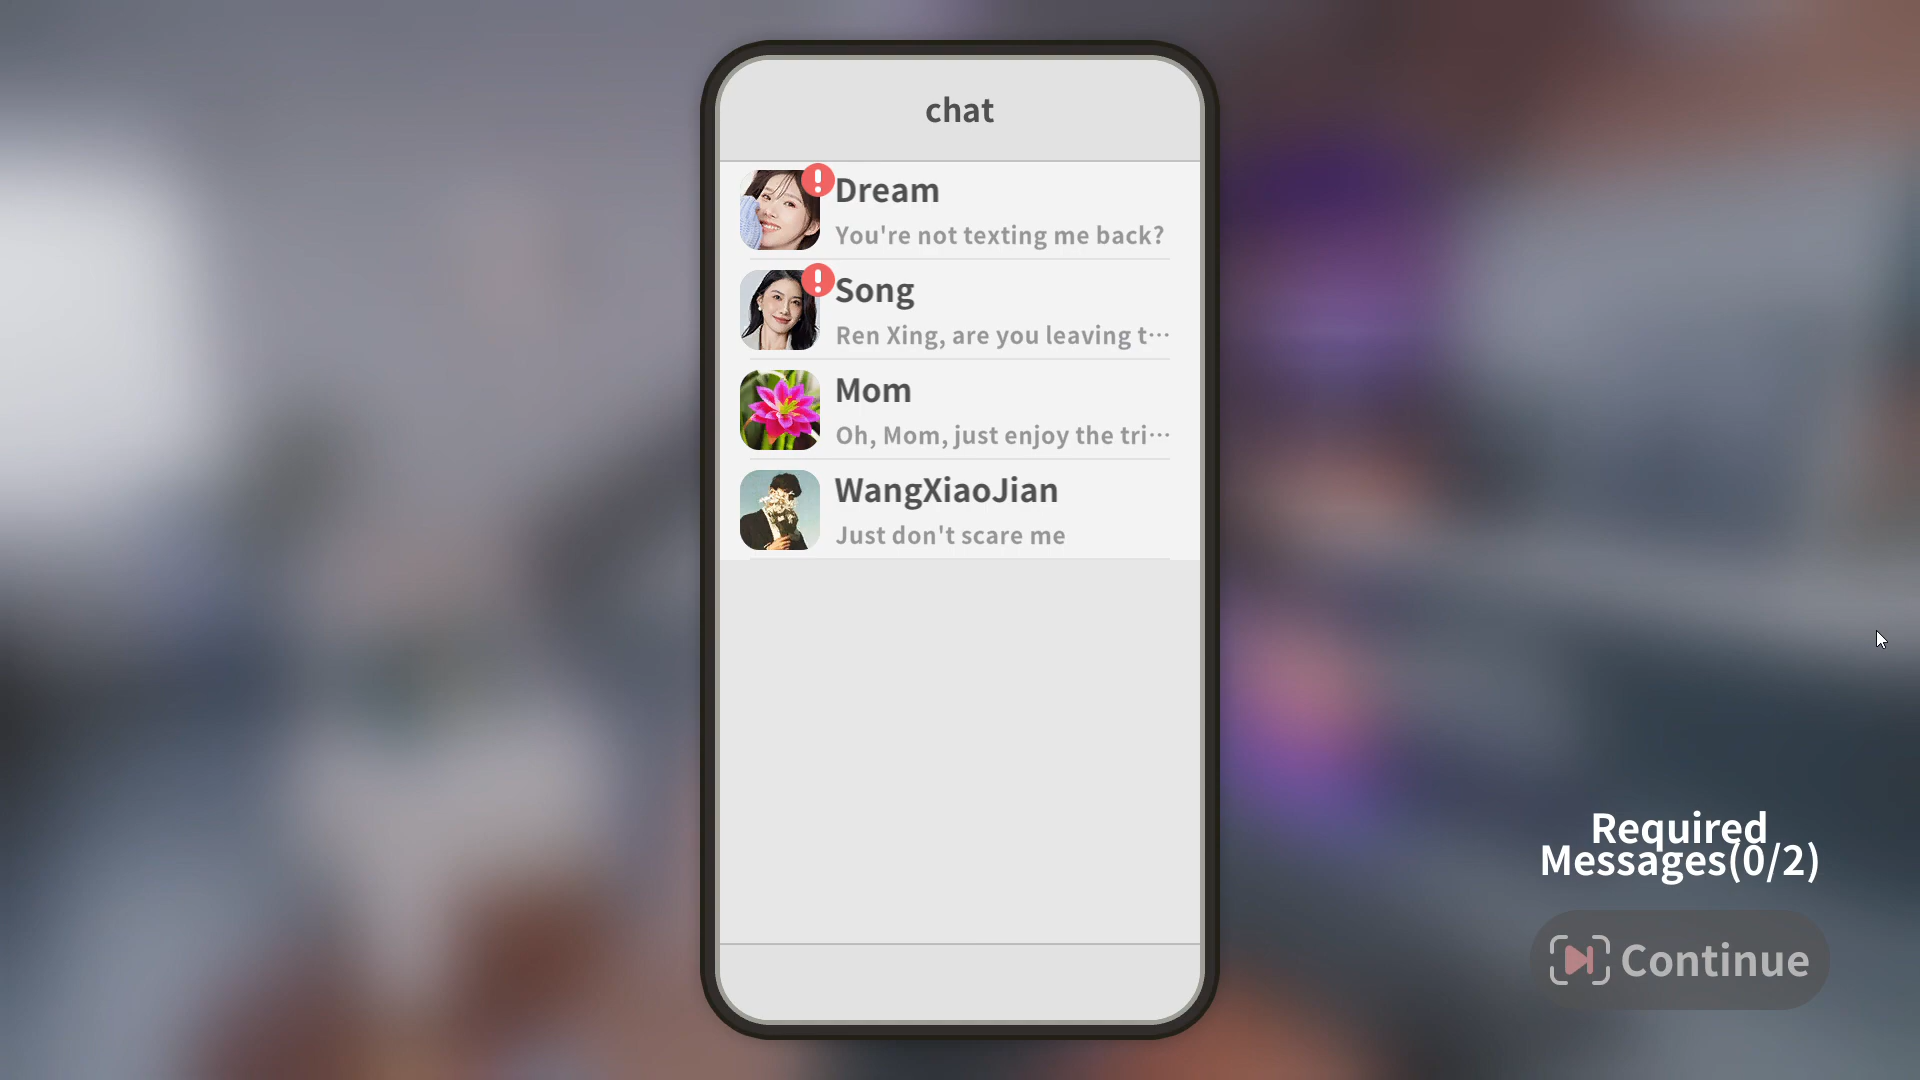 chat
Dream
You're not texting me back?
Song
Ren Xing, are you leaving t···
Mom
Oh, Mom, just enjoy the tri···
WangXiaoJian
Just don't scare me
Required
Messages(0/2)
Continue